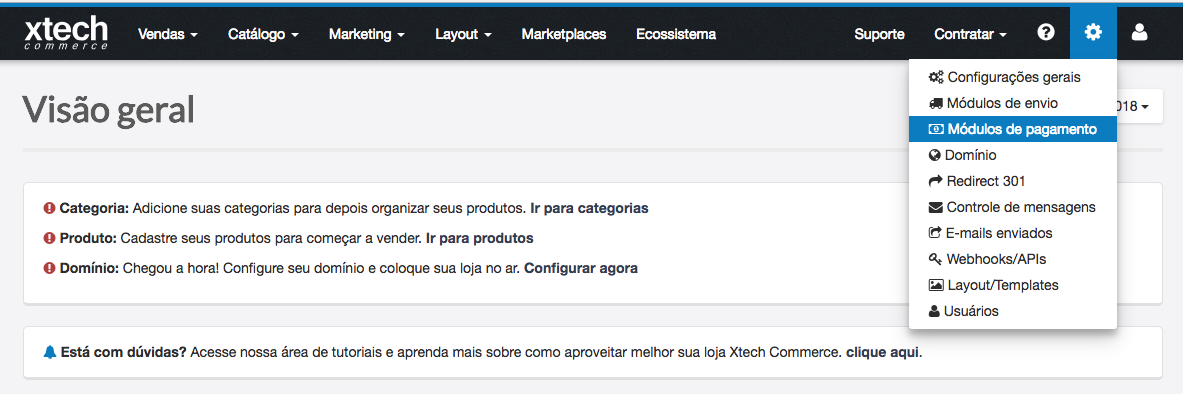 xtech
commerce
Vendas
Catálogo
Marketing
Layout
Marketplaces
Ecossistema
Suporte
Contratar
Configurações gerais
Módulos de envio
Módulos de pagamento
Domínio
Redirect 301
Controle de mensagens
E-mails enviados
Webhooks/APIs
Layout/Templates
Usuários
Visão geral
018
Categoria: Adicione suas categorias para depois organizar seus produtos. Ir para categorias
Produto: Cadastre seus produtos para começar a vender. Ir para produtos
Domínio: Chegou a hora! Configure seu domínio e coloque sua loja no ar. Configurar agora
Está com dúvidas? Acesse nossa área de tutoriais e aprenda mais sobre como aproveitar melhor sua loja Xtech Commerce. clique aqui.